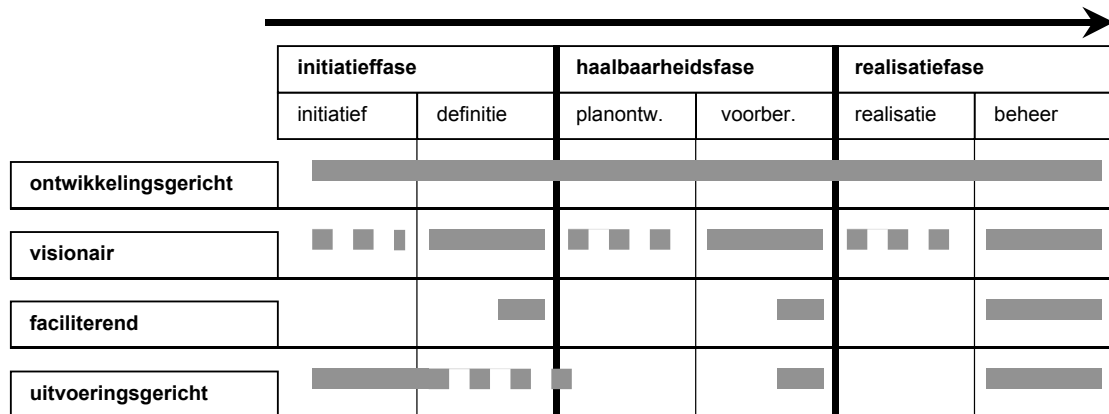 initiatieffase haalbaarheidsfase realisatiefase
initiatief definitie planontw. voorber. realisatie beheer
ontwikkelingsgericht
visionair
faciliterend
uitvoeringsgericht